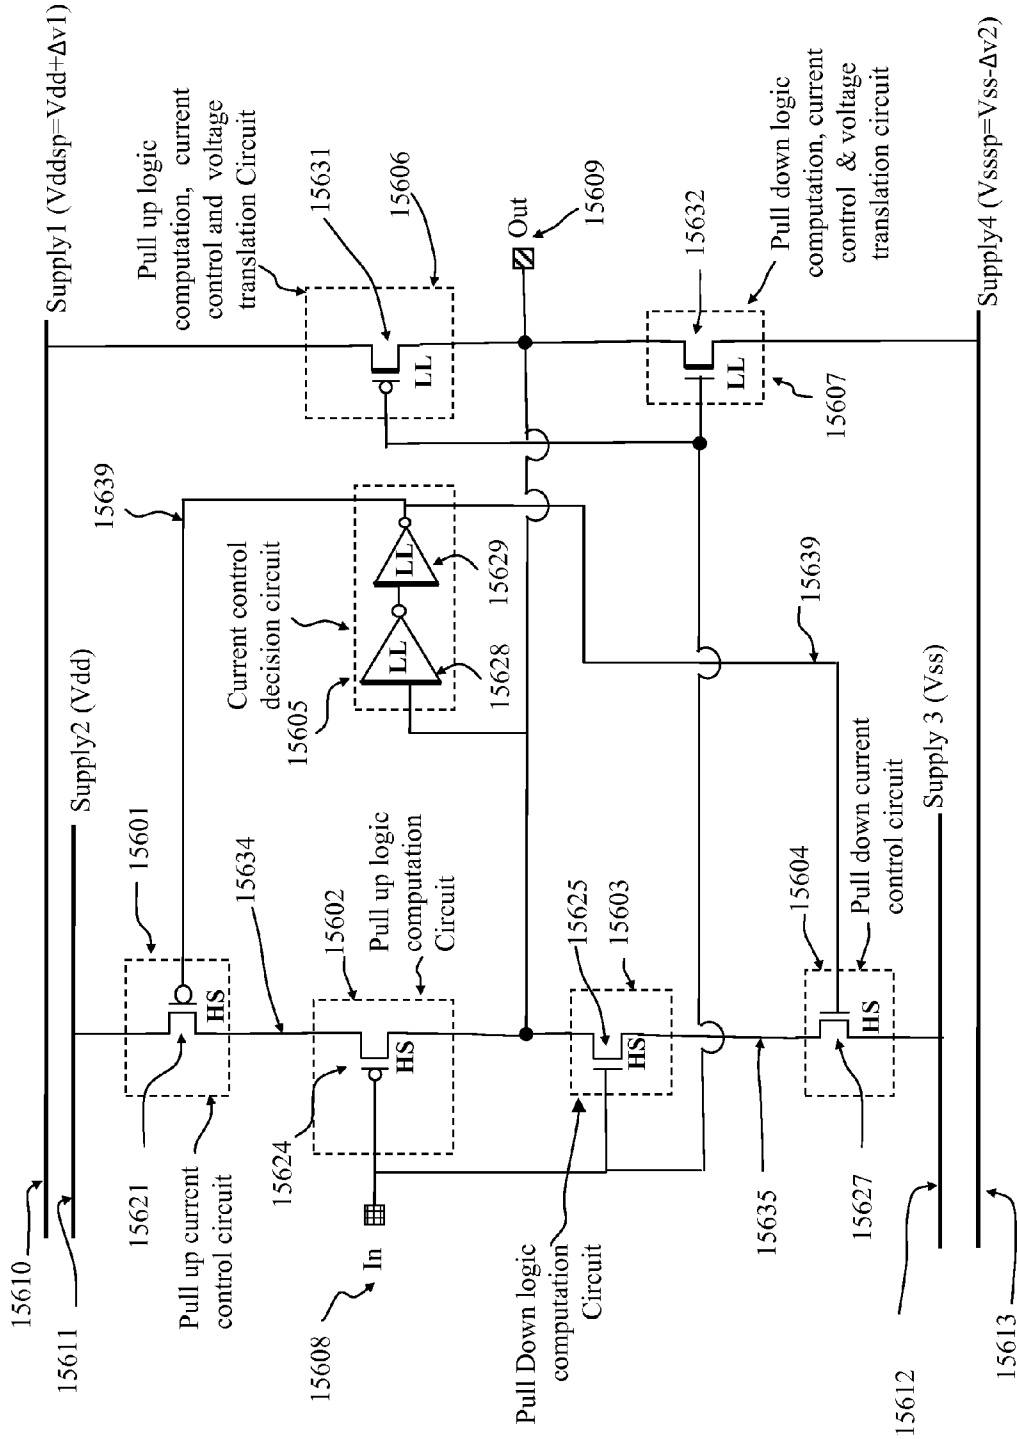 Supply1 (Vddsp=Vdd+Δv1)
15610
Supply2 (Vdd)
15611
15639
15601
15621
Pull up current
control circuit
HS
15634
15602
Pull up logic
computation
Circuit
15624
HS
In
15608
Current control
decision circuit
15605
LL
LL
15628
15629
Pull up logic
computation, current
control and voltage
translation Circuit
15631
15606
LL
Out
15609
15625
15603
HS
Pull Down logic
computation
Circuit
15632
LL
15607
Pull down logic
computation, current
control & voltage
translation circuit
15639
15635
15604
Pull down current
control circuit
HS
15627
Supply 3 (Vss)
15612
Supply4 (Vsssp=Vss-Δv2)
15613